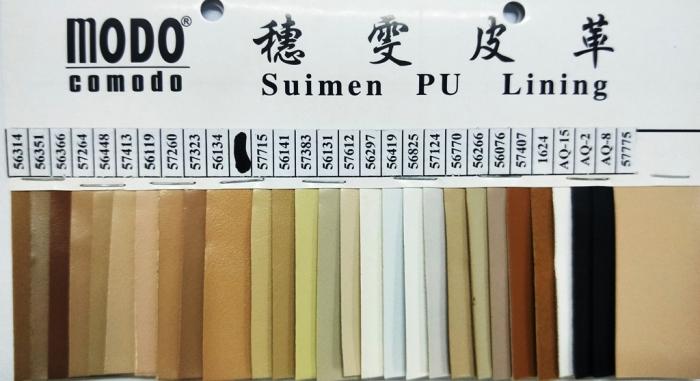 MODO®
comodo
穗雯皮革
Suimen PU Lining
56314 56351 56366 57264 56448 57413 56119 57260 57323 56134 57715 56141 57383 56131 57612 56297 56419 56825 57124 56770 56266 56076 57407 1624 AQ-15 AQ-2 AQ-8 57775